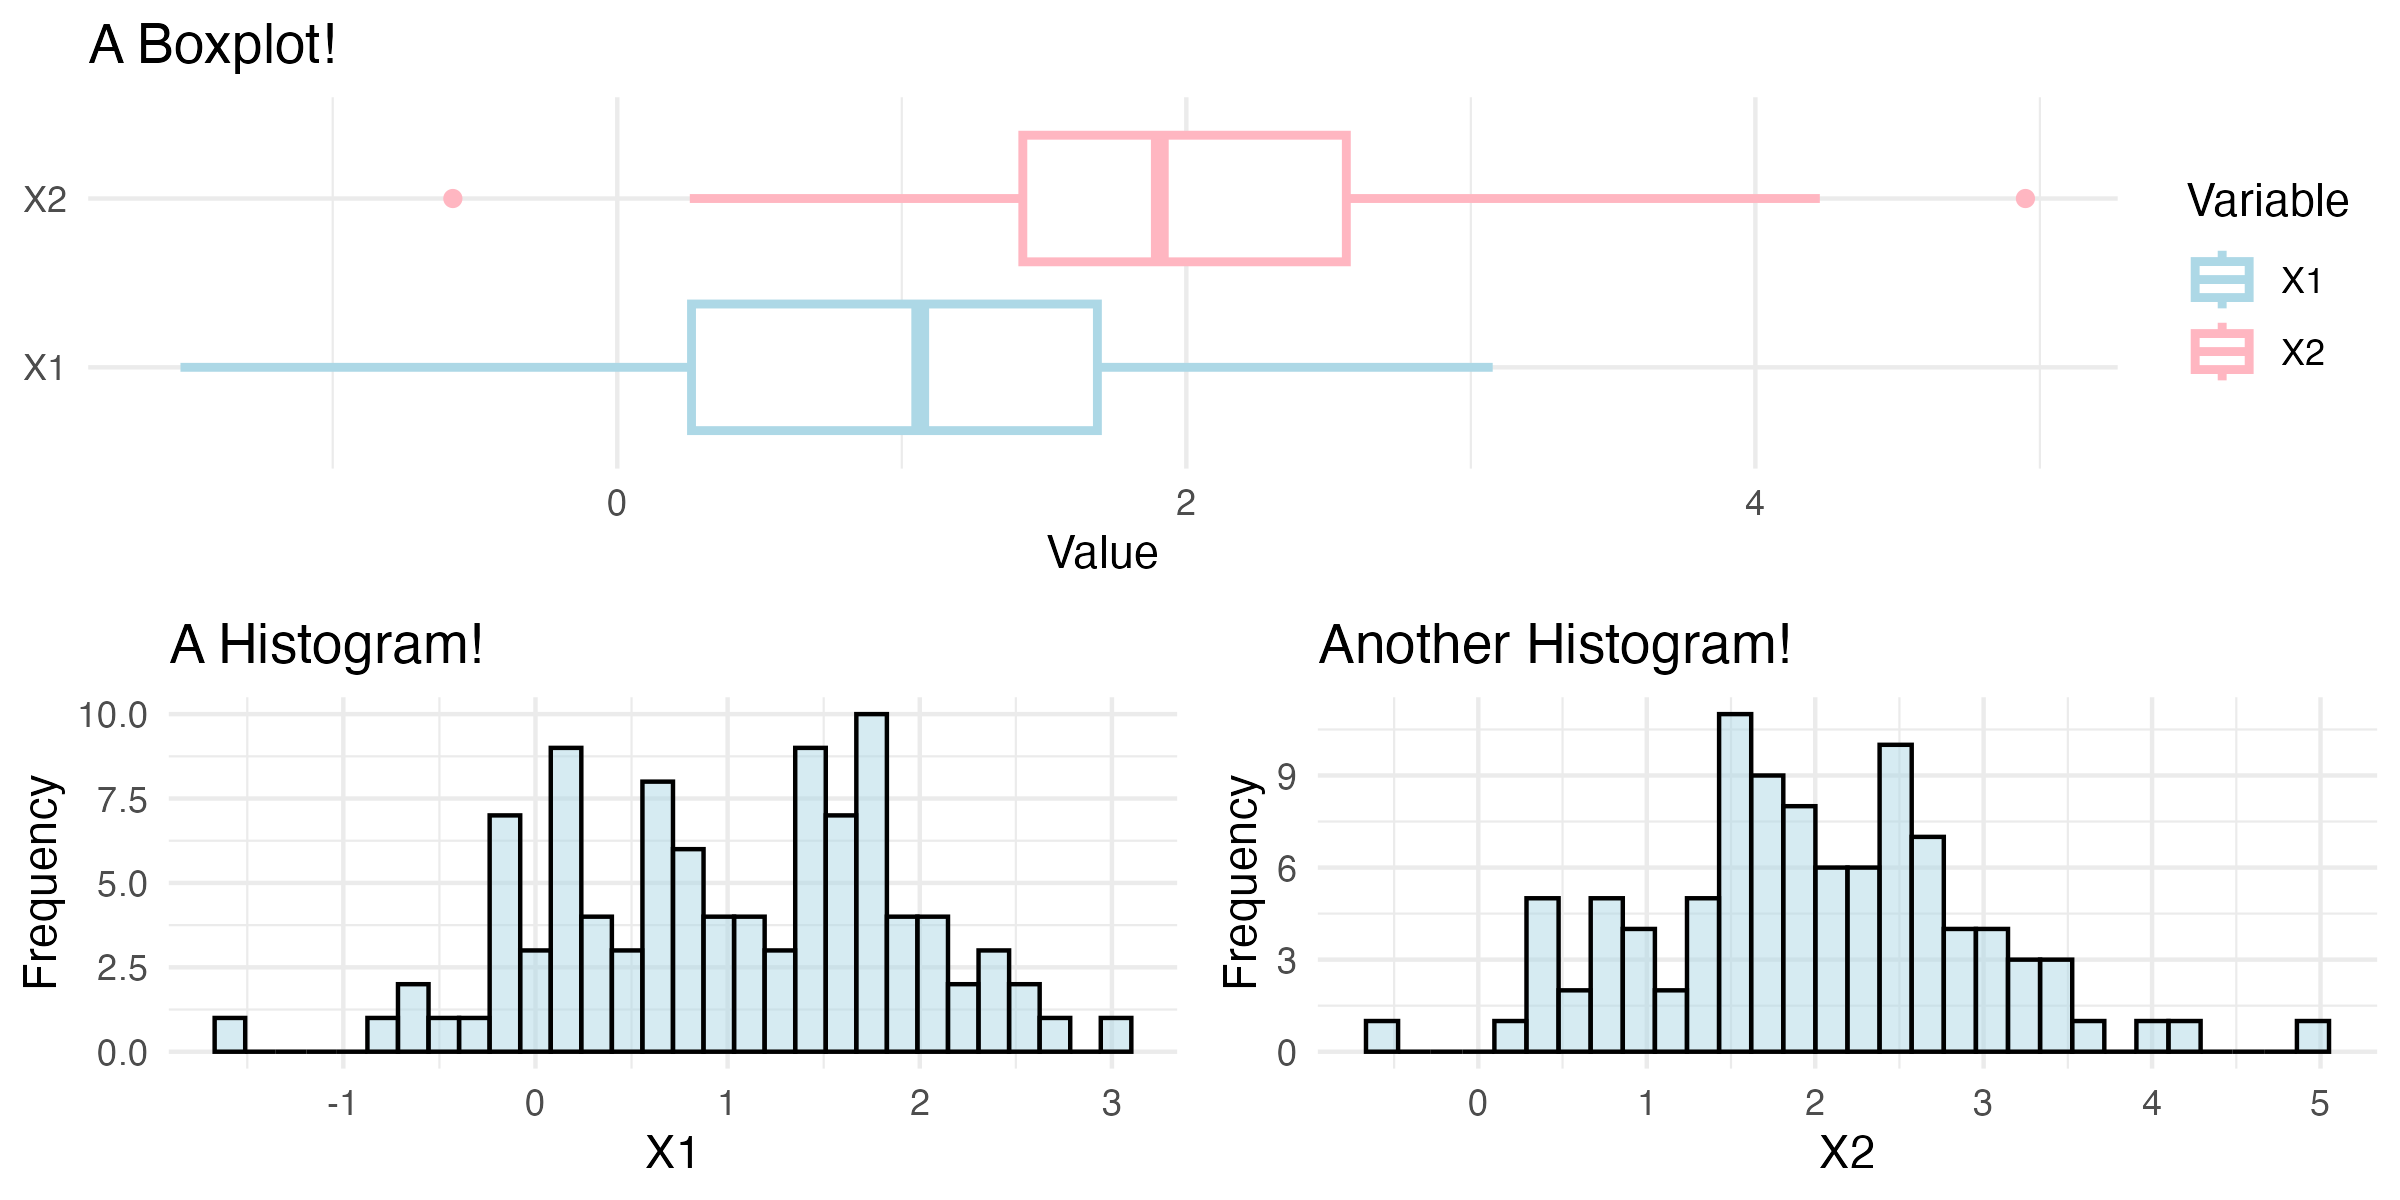 A Boxplot!
X2
X1
0 2 4
Value
Variable
X1
X2
A Histogram!
10.0
7.5
5.0
2.5
0.0
Frequency
-1 0 1 2 3
X1
Another Histogram!
9
6
3
0
Frequency
0 1 2 3 4 5
X2